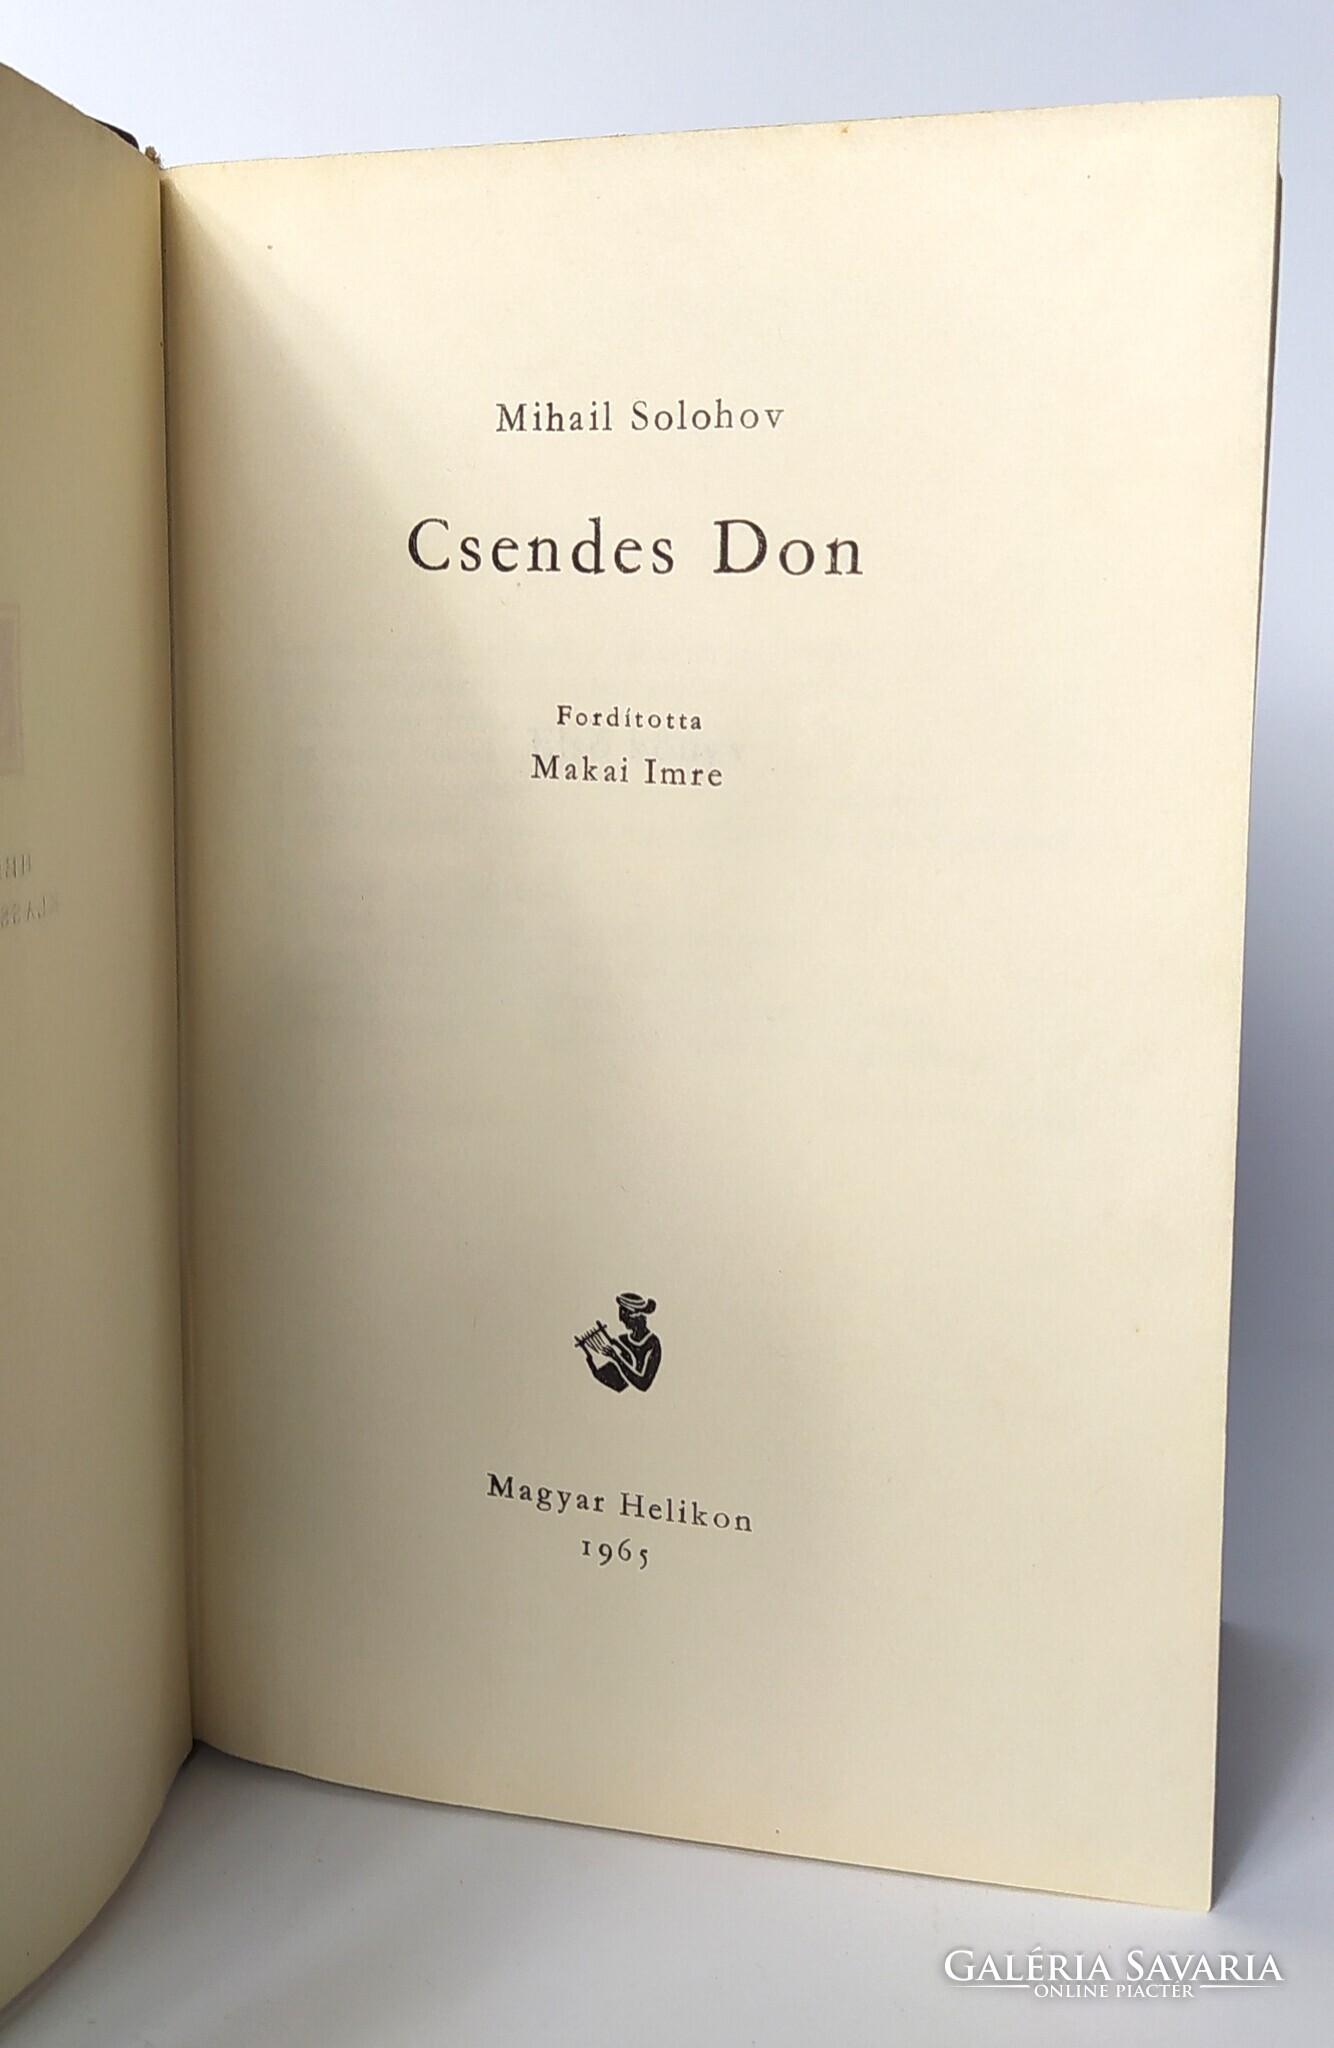 Mihail Solohov
Csendes Don
Fordította
Makai Imre
Magyar Helikon
1965
GALÉRIA SAVARIA
ONLINE PIACTÉR